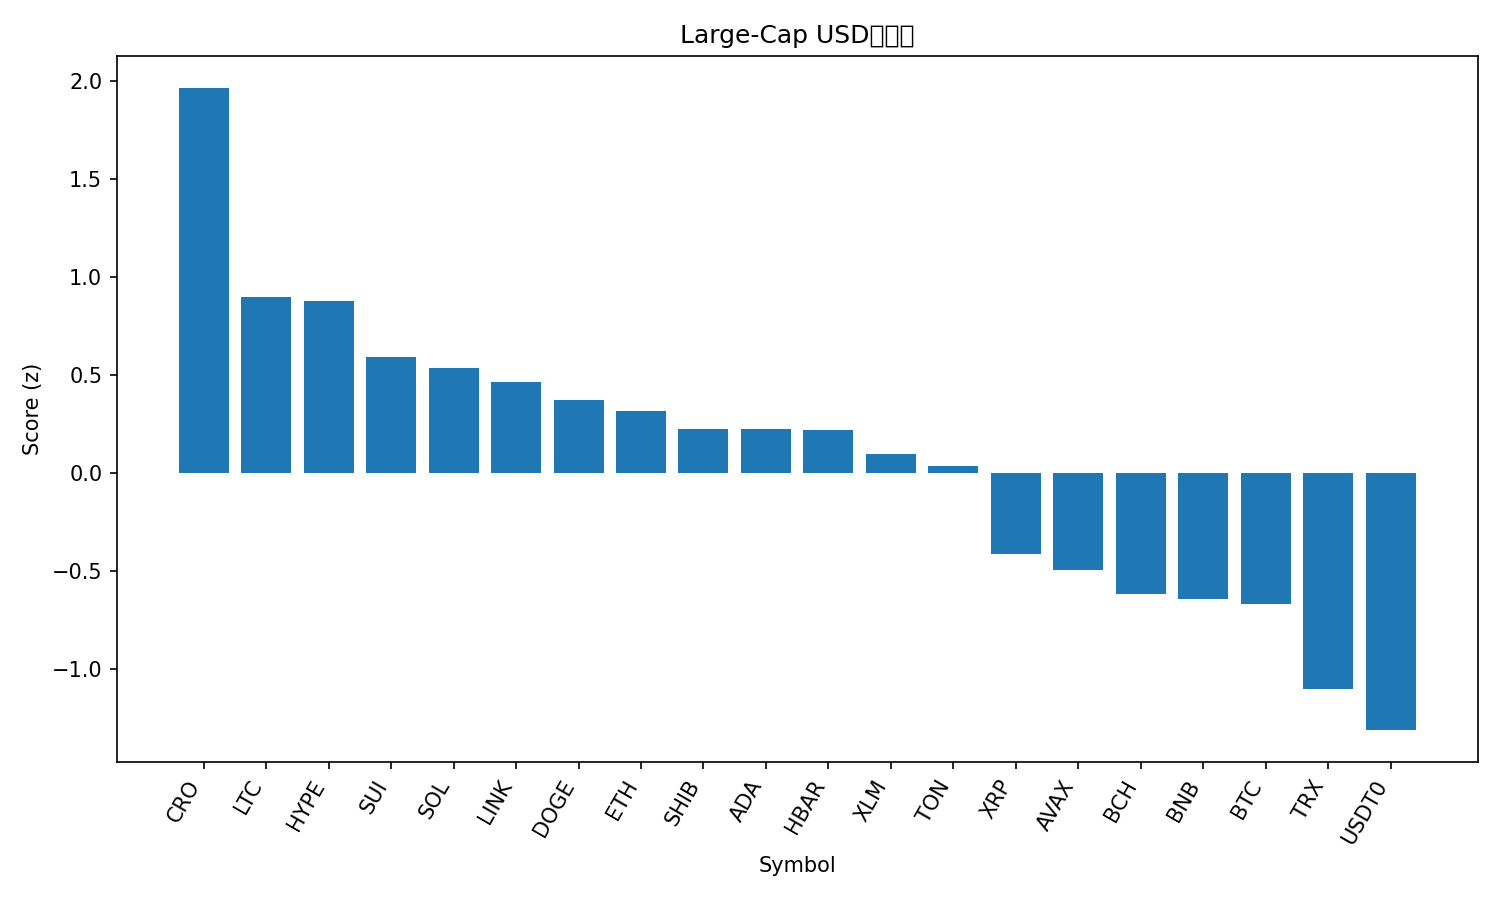 Large-Cap USD
2.0
1.5
1.0
0.5
0.0
−0.5
−1.0
Score (z)
CRO
LTC
HYPE
SUI
SOL
LINK
DOGE
ETH
SHIB
ADA
HBAR
XLM
TON
XRP
AVAX
BCH
BNB
BTC
TRX
USDT0
Symbol